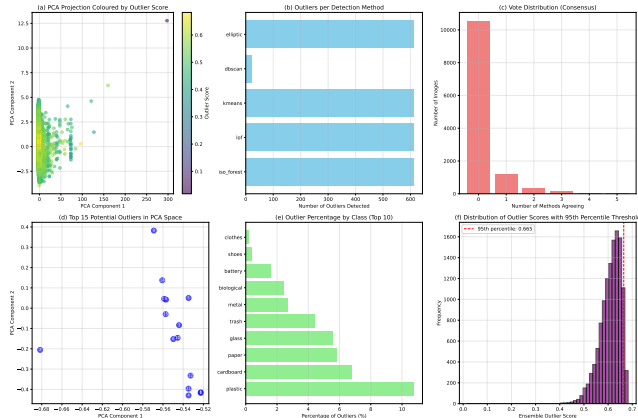 (a) PCA Projection Coloured by Outlier Score
12.5
10.0
7.5
5.0
2.5
0.0
−2.5
0
50
100
150
200
250
300
PCA Component 1
PCA Component 2
0.6
0.5
0.4
0.3
0.2
0.1
Outlier Score
(b) Outliers per Detection Method
elliptic
dbscan
kmeans
lof
iso_forest
0
100
200
300
400
500
600
Number of Outliers Detected
(c) Vote Distribution (Consensus)
10000
8000
6000
4000
2000
0
0
1
2
3
4
5
Number of Methods Agreeing
Number of Images
(d) Top 15 Potential Outliers in PCA Space
0.4
0.3
0.2
0.1
0.0
−0.1
−0.2
−0.3
−0.4
−0.68
−0.66
−0.64
−0.62
−0.60
−0.58
−0.56
−0.54
−0.52
PCA Component 1
PCA Component 2
(e) Outlier Percentage by Class (Top 10)
clothes
shoes
battery
biological
metal
trash
glass
paper
cardboard
plastic
0
2
4
6
8
10
Percentage of Outliers (%)
(f) Distribution of Outlier Scores with 95th Percentile Threshold
95th percentile: 0.665
1600
1400
1200
1000
800
600
400
200
0
0.0
0.1
0.2
0.3
0.4
0.5
0.6
Ensemble Outlier Score
Frequency